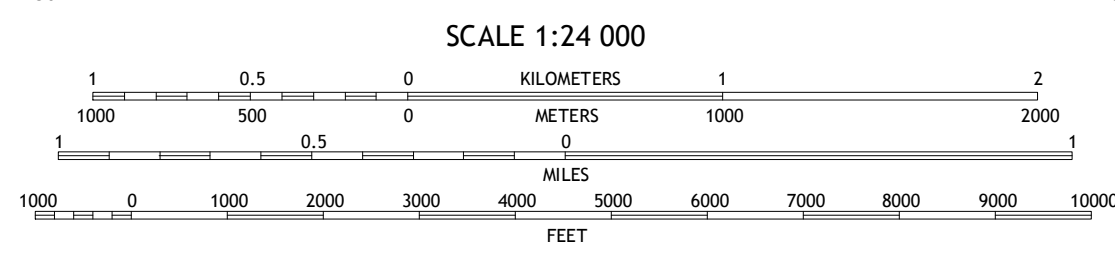 SCALE 1:24 000
1 0.5 0 KILOMETERS 1 2
1000 500 0 METERS 1000 2000
1 0.5 0 1
MILES
1000 0 1000 2000 3000 4000 5000 6000 7000 8000 9000 10000
FEET